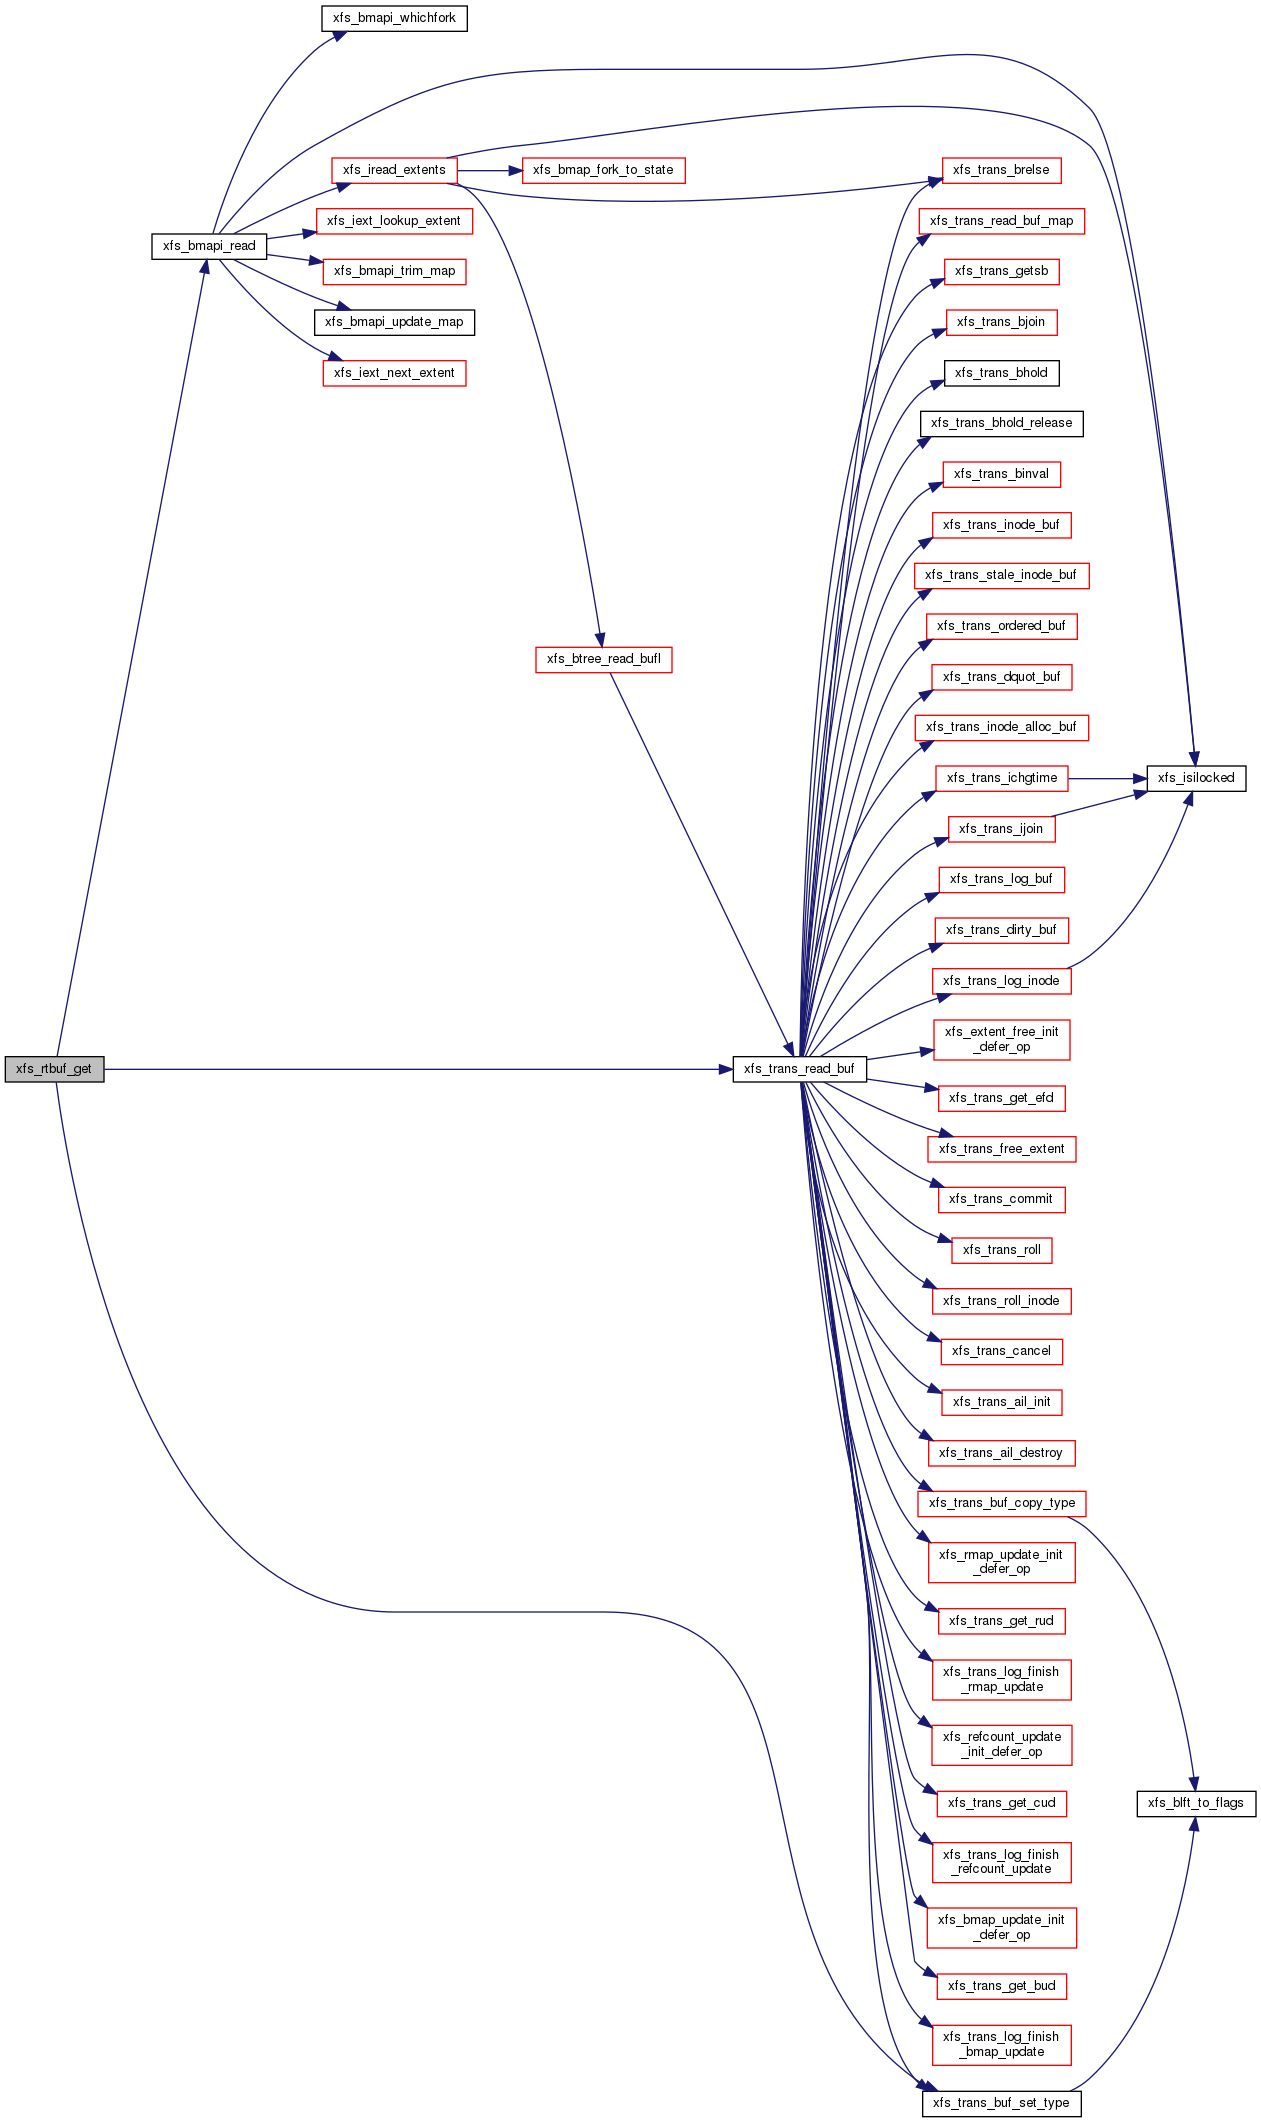 xfs_bmapi_whichfork
xfs_iread_extents
xfs_bmap_fork_to_state
xfs_trans_brelse
xfs_iext_lookup_extent
xfs_trans_read_buf_map
xfs_bmapi_read
xfs_bmapi_trim_map
xfs_trans_getsb
xfs_bmapi_update_map
xfs_trans_bjoin
xfs_iext_next_extent
xfs_trans_bhold
xfs_trans_bhold_release
xfs_trans_binval
xfs_trans_inode_buf
xfs_trans_stale_inode_buf
xfs_trans_ordered_buf
xfs_btree_read_bufl
xfs_trans_dquot_buf
xfs_trans_inode_alloc_buf
xfs_trans_ichgtime
xfs_isilocked
xfs_trans_ijoin
xfs_trans_log_buf
xfs_trans_dirty_buf
xfs_trans_log_inode
xfs_extent_free_init
_defer_op
xfs_rtbuf_get
xfs_trans_read_buf
xfs_trans_get_efd
xfs_trans_free_extent
xfs_trans_commit
xfs_trans_roll
xfs_trans_roll_inode
xfs_trans_cancel
xfs_trans_ail_init
xfs_trans_ail_destroy
xfs_trans_buf_copy_type
xfs_rmap_update_init
_defer_op
xfs_trans_get_rud
xfs_trans_log_finish
_rmap_update
xfs_refcount_update
_init_defer_op
xfs_trans_get_cud
xfs_blft_to_flags
xfs_trans_log_finish
_refcount_update
xfs_bmap_update_init
_defer_op
xfs_trans_get_bud
xfs_trans_log_finish
_bmap_update
xfs_trans_buf_set_type